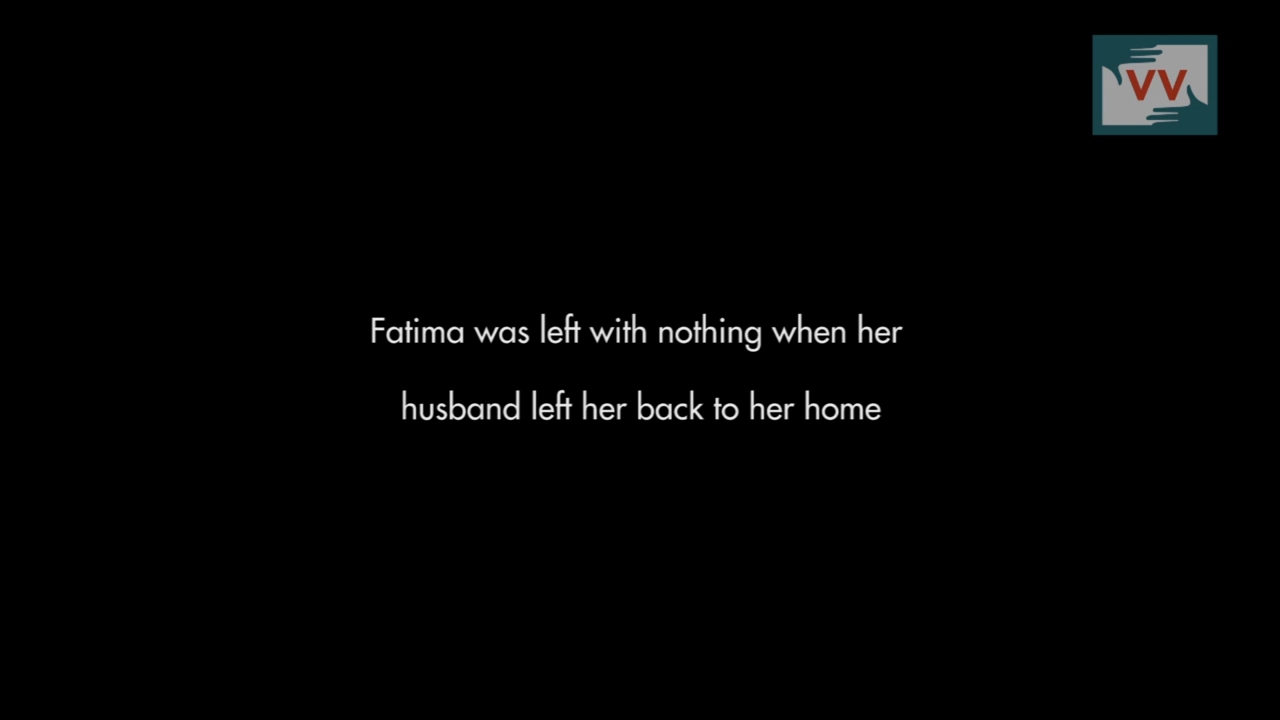 VV
Fatima was left with nothing when her
husband left her back to her home